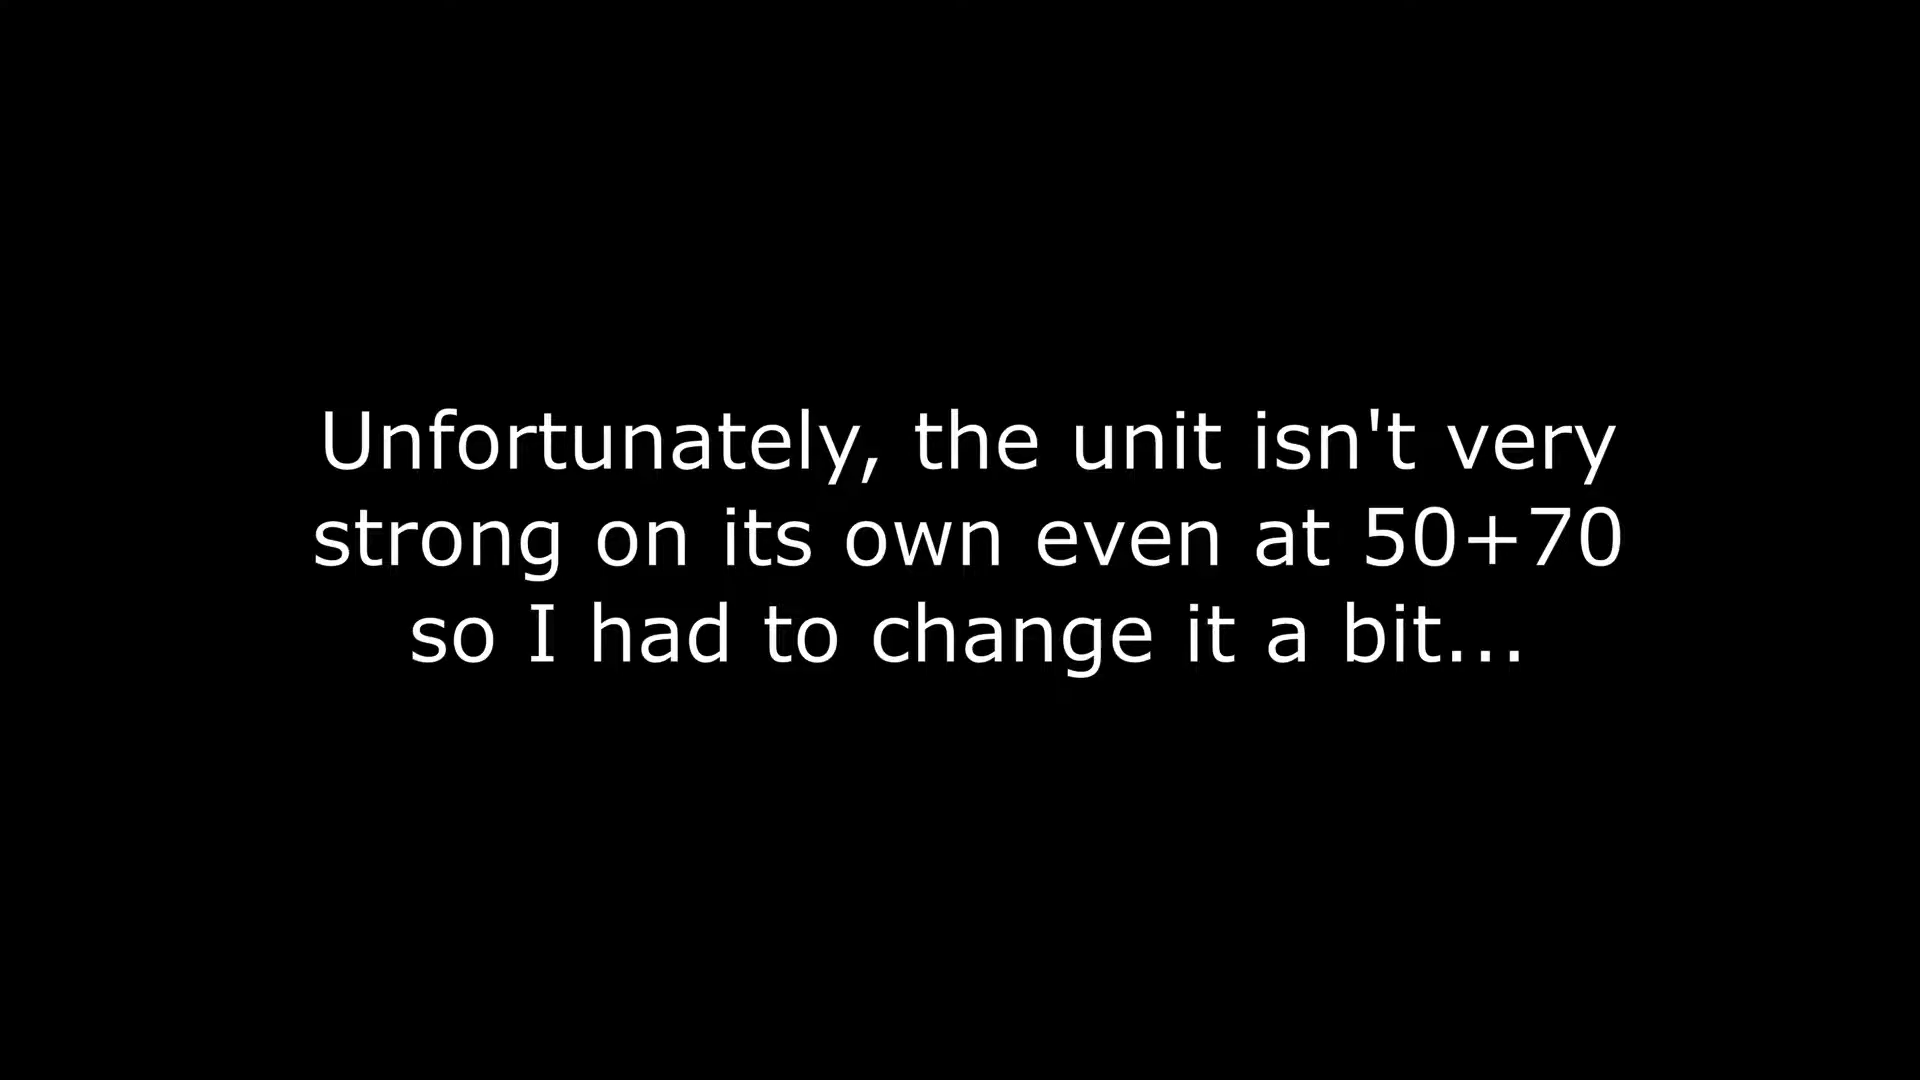 Unfortunately, the unit isn't very
strong on its own even at 50+70
so I had to change it a bit...